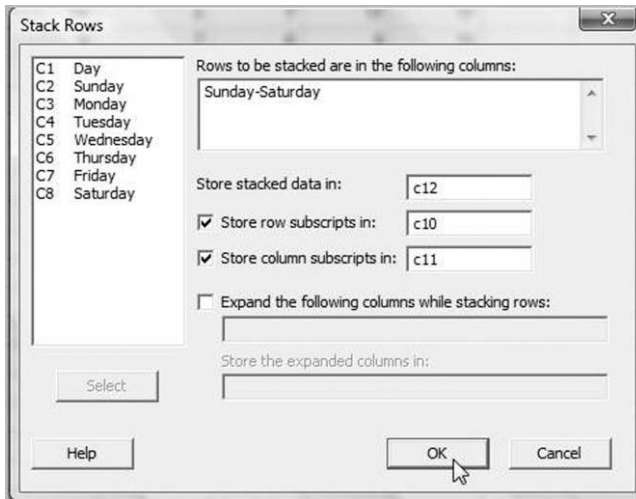 Stack Rows
C1 Day
C2 Sunday
C3 Monday
C4 Tuesday
C5 Wednesday
C6 Thursday
C7 Friday
C8 Saturday
Rows to be stacked are in the following columns:
Sunday-Saturday
Store stacked data in: c12
Store row subscripts in: c10
Store column subscripts in: c11
Expand the following columns while stacking rows:
Store the expanded columns in:
Select
Help
OK
Cancel